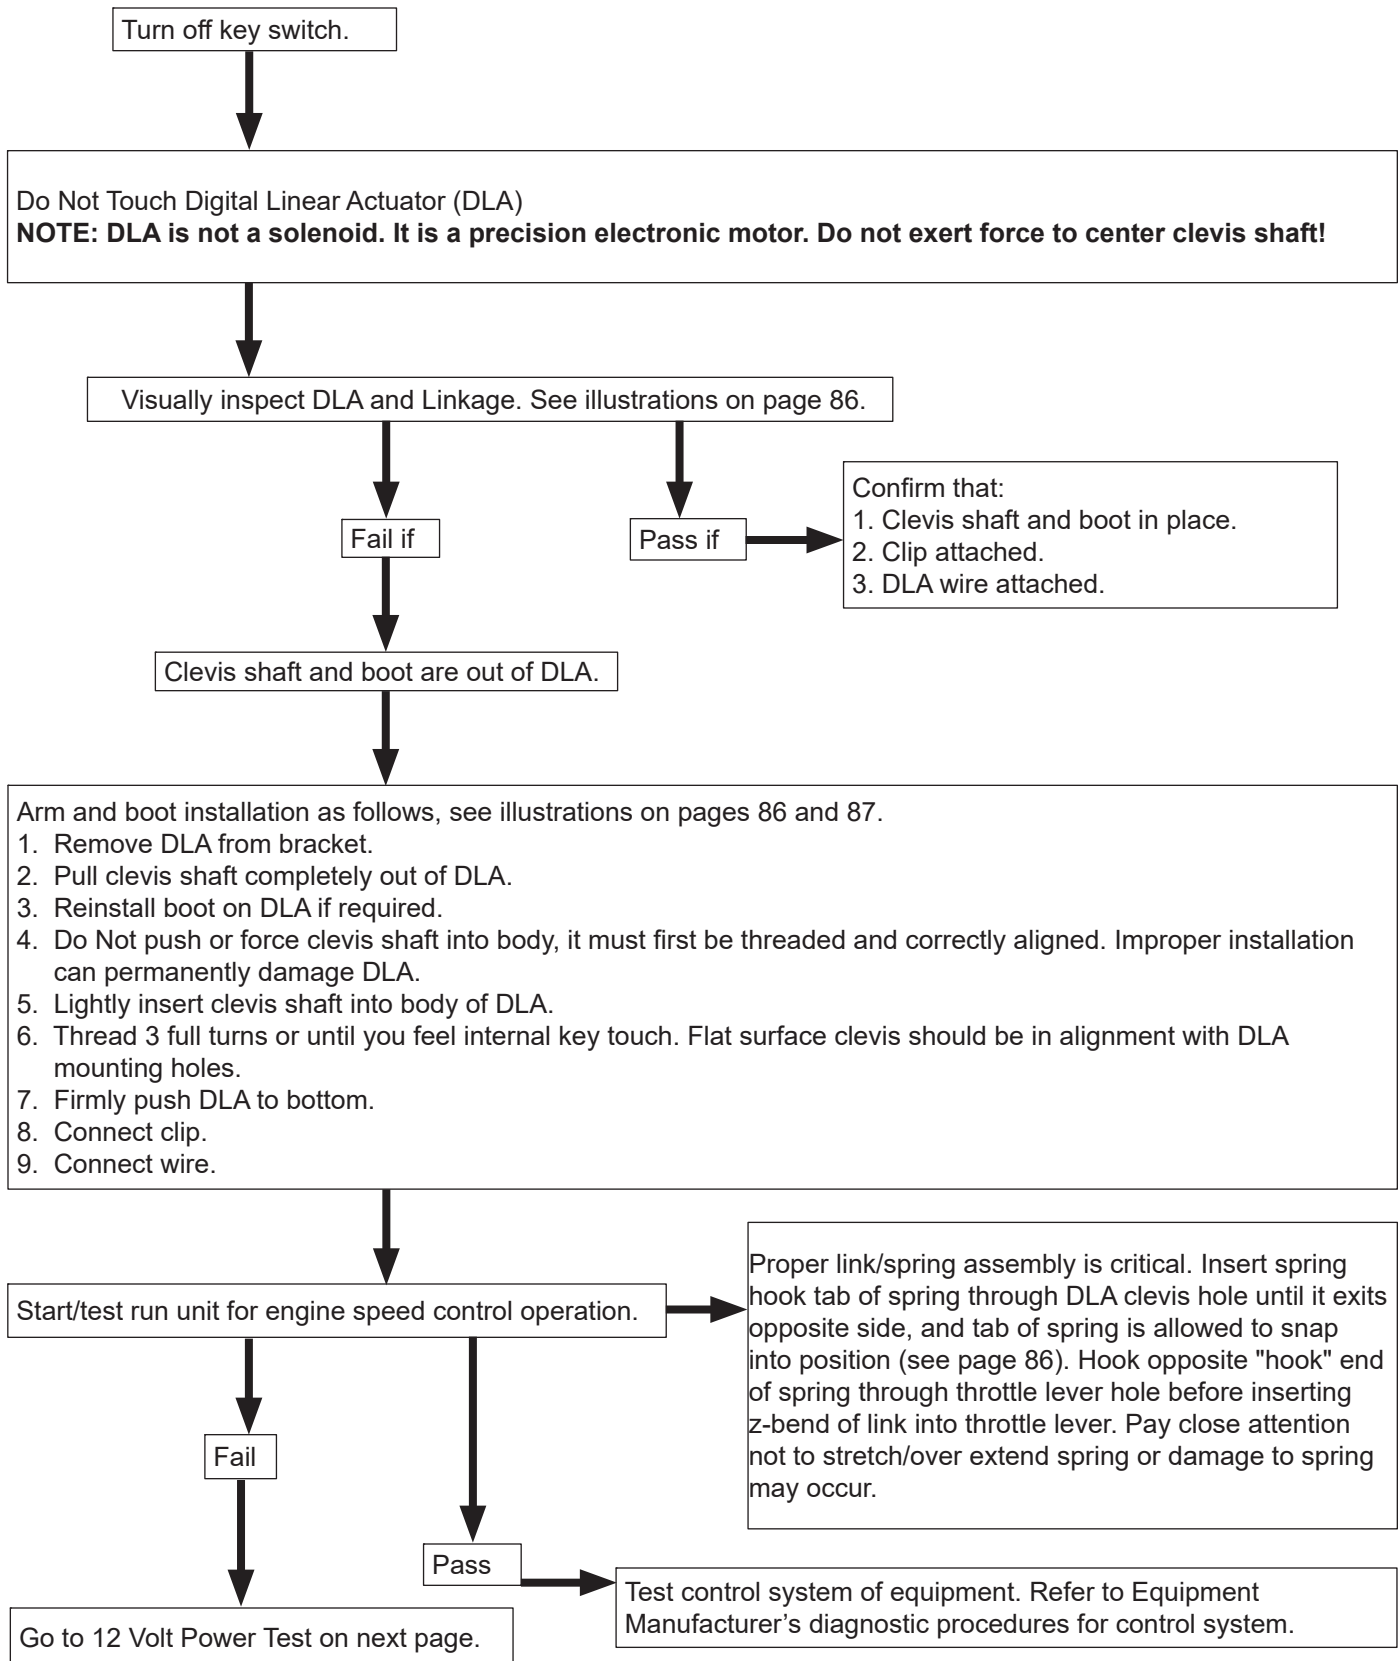 Turn off key switch.
Do Not Touch Digital Linear Actuator (DLA)
NOTE: DLA is not a solenoid. It is a precision electronic motor. Do not exert force to center clevis shaft!
Visually inspect DLA and Linkage. See illustrations on page 86.
Fail if
Pass if
Confirm that:
1. Clevis shaft and boot in place.
2. Clip attached.
3. DLA wire attached.
Clevis shaft and boot are out of DLA.
Arm and boot installation as follows, see illustrations on pages 86 and 87.
1. Remove DLA from bracket.
2. Pull clevis shaft completely out of DLA.
3. Reinstall boot on DLA if required.
4. Do Not push or force clevis shaft into body, it must first be threaded and correctly aligned. Improper installation
can permanently damage DLA.
5. Lightly insert clevis shaft into body of DLA.
6. Thread 3 full turns or until you feel internal key touch. Flat surface clevis should be in alignment with DLA
mounting holes.
7. Firmly push DLA to bottom.
8. Connect clip.
9. Connect wire.
Start/test run unit for engine speed control operation.
Proper link/spring assembly is critical. Insert spring
hook tab of spring through DLA clevis hole until it exits
opposite side, and tab of spring is allowed to snap
into position (see page 86). Hook opposite "hook" end
of spring through throttle lever hole before inserting
z-bend of link into throttle lever. Pay close attention
not to stretch/over extend spring or damage to spring
may occur.
Fail
Pass
Test control system of equipment. Refer to Equipment
Manufacturer’s diagnostic procedures for control system.
Go to 12 Volt Power Test on next page.